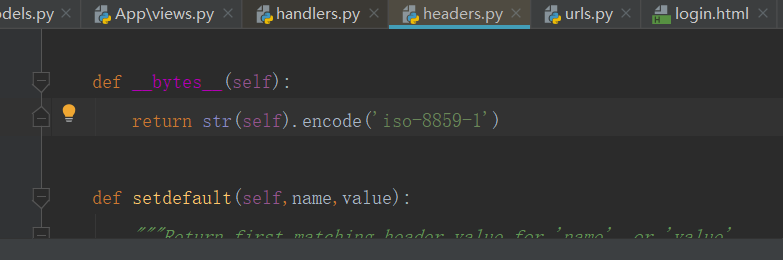 odels.py × App\views.py × handlers.py × headers.py × urls.py × login.html ×
def __bytes__(self):
return str(self).encode('iso-8859-1')
def setdefault(self,name,value):
"""Return first matching header value for 'name', or 'value'